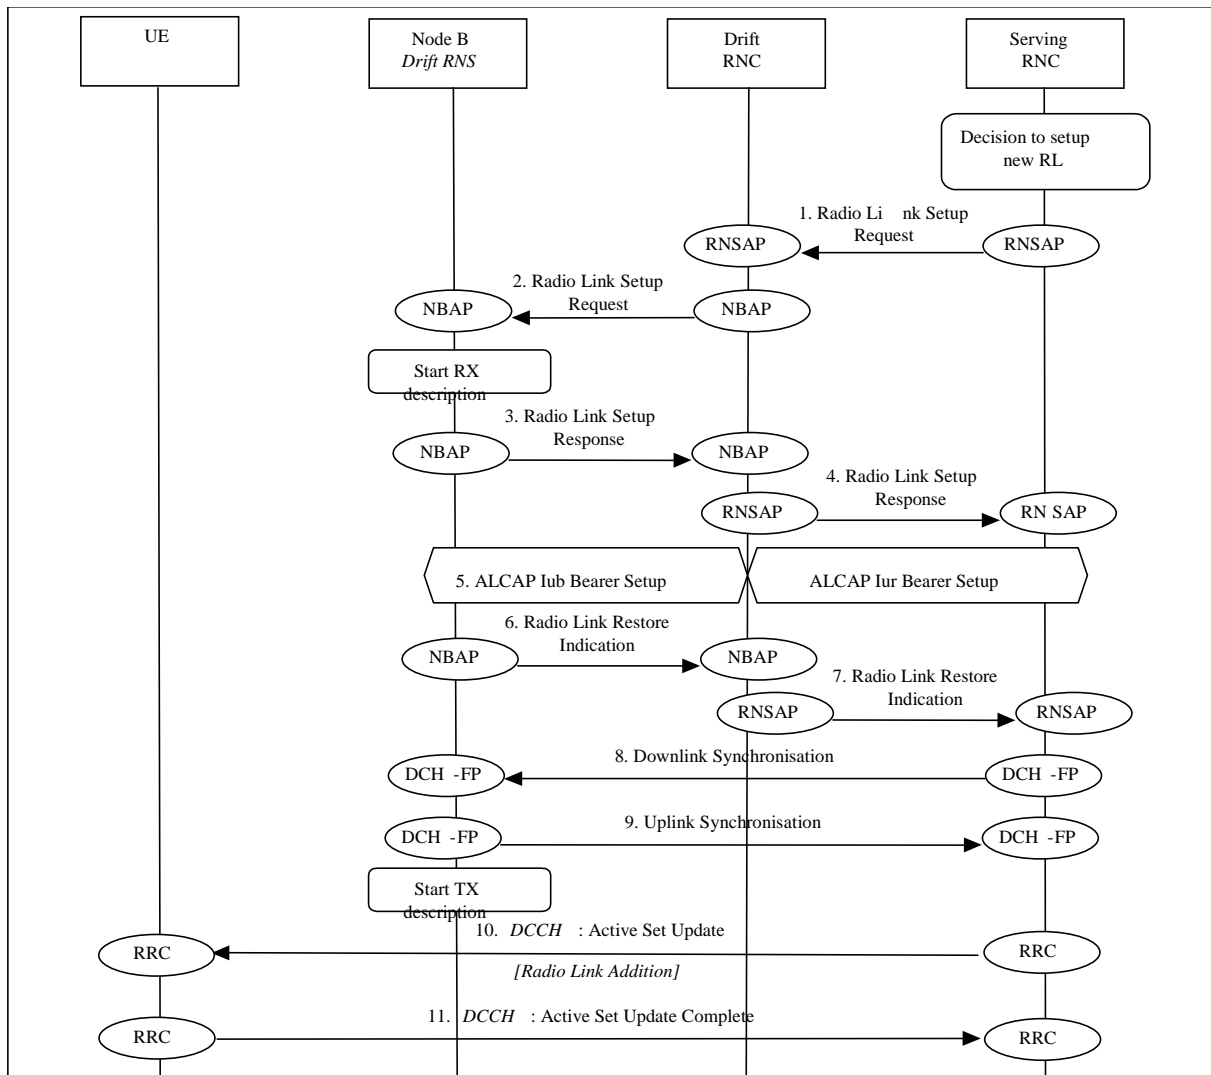 UE
Node B
Drift RNS
Drift
RNC
Serving
RNC
Decision to setup
new RL
1. Radio Li nk Setup
Request
RNSAP
RNSAP
2. Radio Link Setup
Request
NBAP
NBAP
Start RX
description
3. Radio Link Setup
Response
NBAP
NBAP
4. Radio Link Setup
Response
RNSAP
RN SAP
5. ALCAP Iub Bearer Setup
ALCAP Iur Bearer Setup
6. Radio Link Restore
Indication
NBAP
NBAP
7. Radio Link Restore
Indication
RNSAP
RNSAP
8. Downlink Synchronisation
DCH -FP
DCH -FP
9. Uplink Synchronisation
DCH -FP
DCH -FP
Start TX
description
10. DCCH : Active Set Update
RRC
RRC
[Radio Link Addition]
11. DCCH : Active Set Update Complete
RRC
RRC